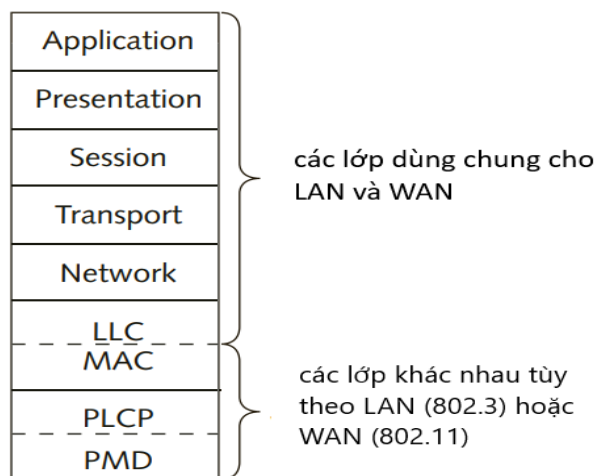 Application
Presentation
Session
Transport
Network
LLC
MAC
PLCP
PMD
các lớp dùng chung cho
LAN và WAN
các lớp khác nhau tùy
theo LAN (802.3) hoặc
WAN (802.11)